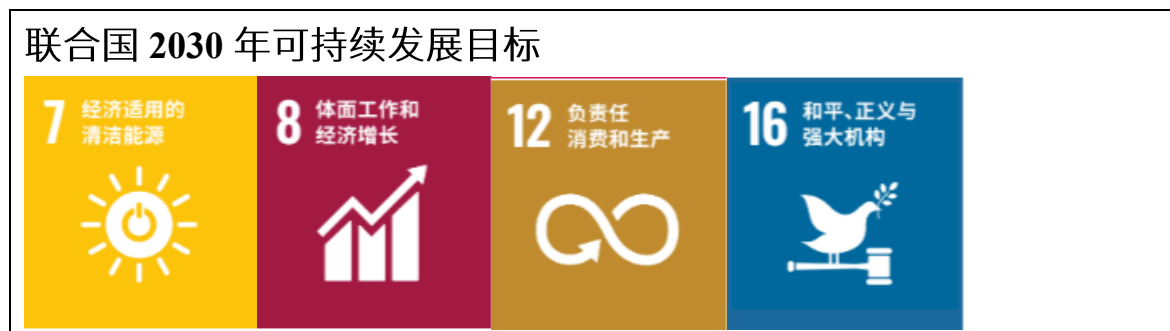 联合国 2030 年可持续发展目标
7 经济适用的
清洁能源
8 体面工作和
经济增长
12 负责任
消费和生产
16 和平、正义与
强大机构